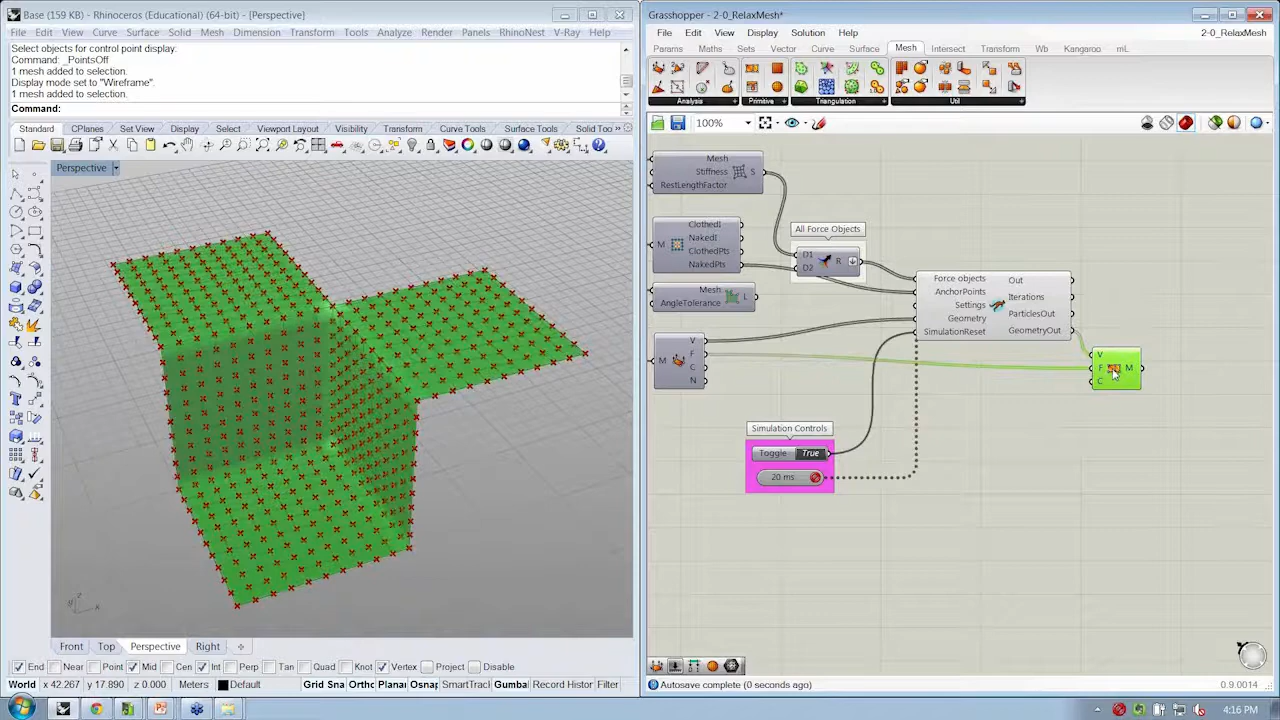 Base (159 KB) - Rhinoceros (Educational) (64-bit) - [Perspective]
File Edit View Curve Surface Solid Mesh Dimension Transform Tools Analyze Render Panels RhinoNest V-Ray Help
Select objects for control point display.
Command: _PointsOff
1 mesh added to selection.
Display mode set to "Wireframe".
1 mesh added to selection.
Command:
Standard CPlanes Set View Display Select Viewport Layout Visibility Transform Curve Tools Surface Tools Solid Too »
Perspective
Front Top Perspective Right
End Near Point Mid Cen Int Perp Tan Quad Knot Vertex Project Disable
World x 42.267 y 17.890 z 0.000 Meters Default Grid Sna Ortho Planar Osnap SmartTrack Gumba Record Histor Filter
Grasshopper - 2-0_RelaxMesh*
File Edit View Display Solution Help 2-0_RelaxMesh
Params Maths Sets Vector Curve Surface Mesh Intersect Transform Wb Kangaroo mL
Analysis Primitive Triangulation Util
100%
Mesh
Stiffness S
RestLengthFactor
ClothedI
M NakedI
ClothedPts
NakedPts
Mesh
AngleTolerance L
All Force Objects
D1
D2 R
Force objects Out
AnchorPoints Iterations
Settings ParticlesOut
Geometry GeometryOut
SimulationReset
M V
F
C
N
V
F M
C
Simulation Controls
Toggle True
20 ms
Autosave complete (0 seconds ago) 0.9.0014
4:16 PM